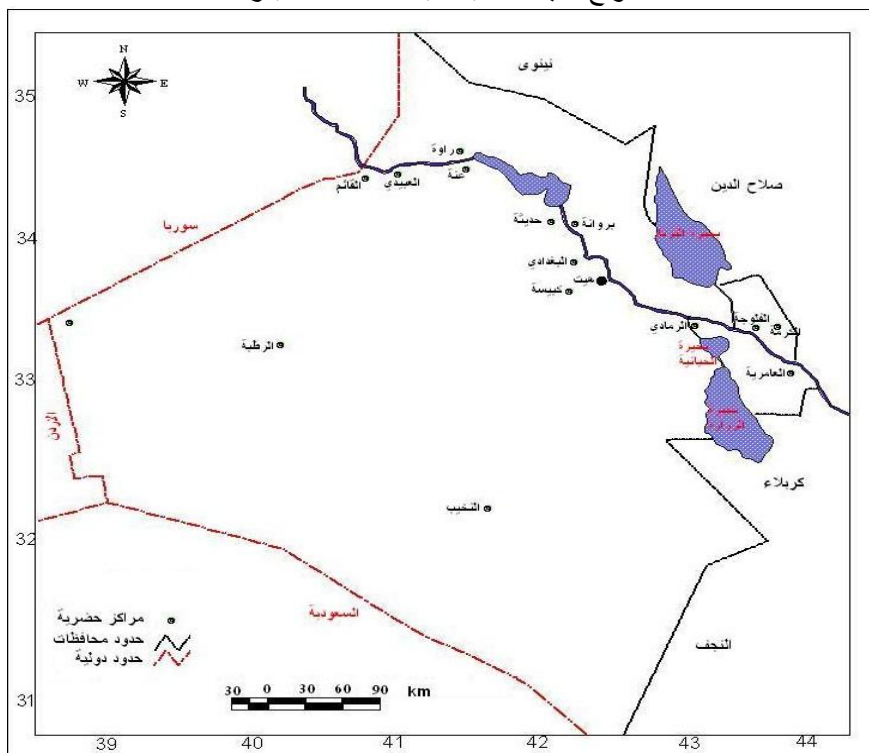 N
W E
S
نينوى
35
راوة
عنة
العبيدي
القائم
صلاح الدين
سوريا
34
حديثة
بروانة
البغدادي
هيت
كبيسة
الفلوجة
الكرمة
الرمادي
الرطبة
بحيرة
الحبانية
33
العامرية
الاردن
بحيرة
كربلاء
النخيب
32
السعودية
مراكز حضرية
حدود محافظات
حدود دولية
النجف
31
30 0 30 60 90 km
39 40 41 42 43 44